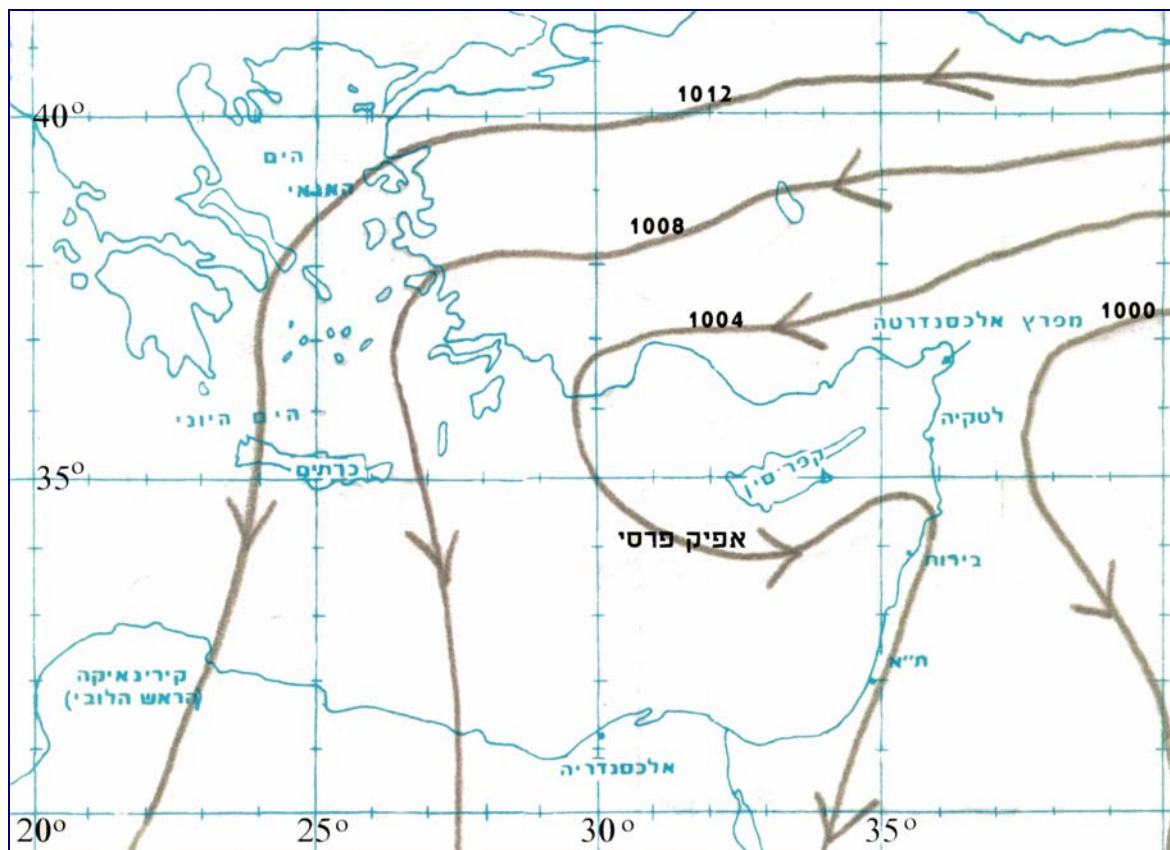 1012
40°
הים
האגאי
1008
1004
1000
מפרץ אלכסנדרטה
לטקיה
הים היוני
כרתים
קפריסין
35°
אפיק פרסי
בירות
ת"א
קירינאיקה
(הראש הלובי)
אלכסנדריה
20°
25°
30°
35°